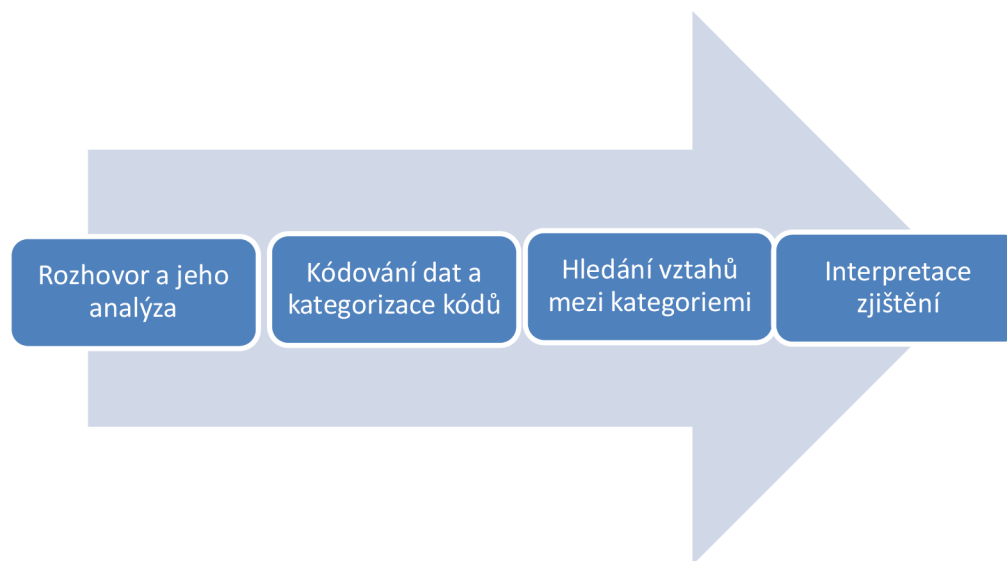 Rozhovor a jeho
analýza
Kódování dat a
kategorizace kódů
Hledání vztahů
mezi kategoriemi
Interpretace
zjištění